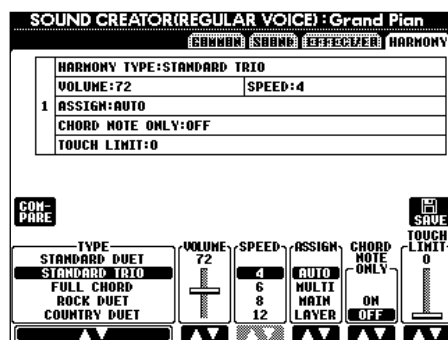 SOUND CREATOR(REGULAR VOICE):Grand Pian
COMMON SOUND EFFECT/EQ HARMONY
HARMONY TYPE:STANDARD TRIO
VOLUME:72 SPEED:4
1 ASSIGN:AUTO
CHORD NOTE ONLY:OFF
TOUCH LIMIT:0
COM-
PARE
SAVE
TYPE
STANDARD DUET
STANDARD TRIO
FULL CHORD
ROCK DUET
COUNTRY DUET
VOLUME
72
SPEED
4
6
8
12
ASSIGN
AUTO
MULTI
MAIN
LAYER
CHORD
NOTE
ONLY
ON
OFF
TOUCH
LIMIT
0